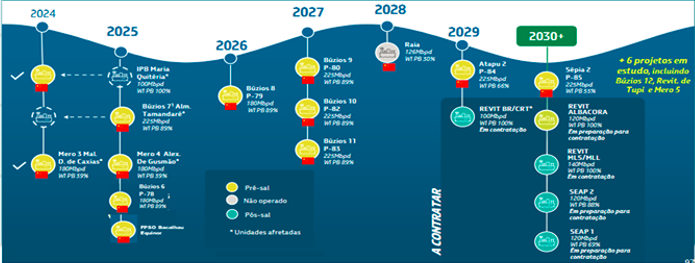 2024
2025
2026
2027
2028
2029
2030+
IPB Maria
Quitéria*
100Mbpd
WI PB 100%
Búzios 7 Alm.
Tamandaré*
225Mbpd
WI PB 89%
Mero 3 Mal.
D. de Caxias*
180Mbpd
WI PB 39%
Mero 4 Alex.
De Gusmão*
180Mbpd
WI PB 39%
Búzios 6
P-78
180Mbpd
WI PB 89%
FPSO Bacalhau
Equinor
Búzios 8
P-79
180Mbpd
WI PB 89%
Búzios 9
P-80
225Mbpd
WI PB 89%
Búzios 10
P-82
225Mbpd
WI PB 89%
Búzios 11
P-83
225Mbpd
WI PB 89%
Raia
126Mbpd
WI PB 30%
Atapu 2
P-84
225Mbpd
WI PB 66%
REVIT BR/CRT*
100Mbpd
WI PB 100%
Em contratação
Sépia 2
P-85
225Mbpd
WI PB 55%
REVIT
ALBACORA
120Mbpd
WI PB 100%
Em preparação para
contratação
REVIT
MLS/MLL
140Mbpd
WI PB 100%
Em contratação
SEAP 2
120Mbpd
WI PB 88%
Em preparação para
contratação
SEAP 1
120Mbpd
WI PB 69%
Em preparação para
contratação
+ 6 projetos em
estudo, incluindo
Búzios 12, Revit. de
Tupi e Mero 5
A CONTRATAR
Pré-sal
Não operado
Pós-sal
* Unidades afretadas